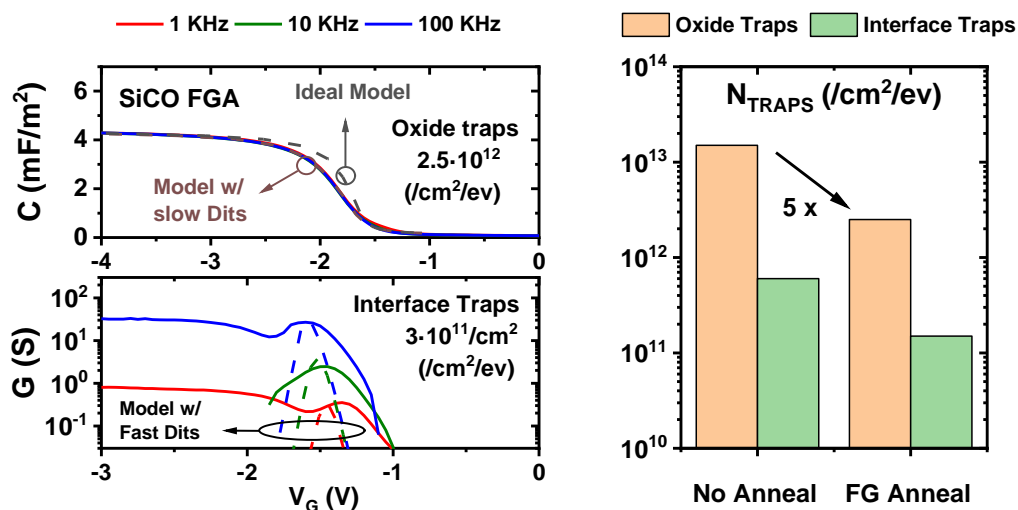 1 KHz 10 KHz 100 KHz
6
4
2
0
C (mF/m²)
SiCO FGA
Ideal Model
Oxide traps
2.5·10¹²
(/cm²/ev)
Model w/
slow Dits
-4 -3 -2 -1 0
10²
10¹
10⁰
10⁻¹
G (S)
Interface Traps
3·10¹¹/cm²
(/cm²/ev)
Model w/
Fast Dits
-3 -2 -1 0
V_G (V)
Oxide Traps Interface Traps
10¹⁴
10¹³
10¹²
10¹¹
10¹⁰
N_TRAPS (/cm²/ev)
5 x
No Anneal FG Anneal